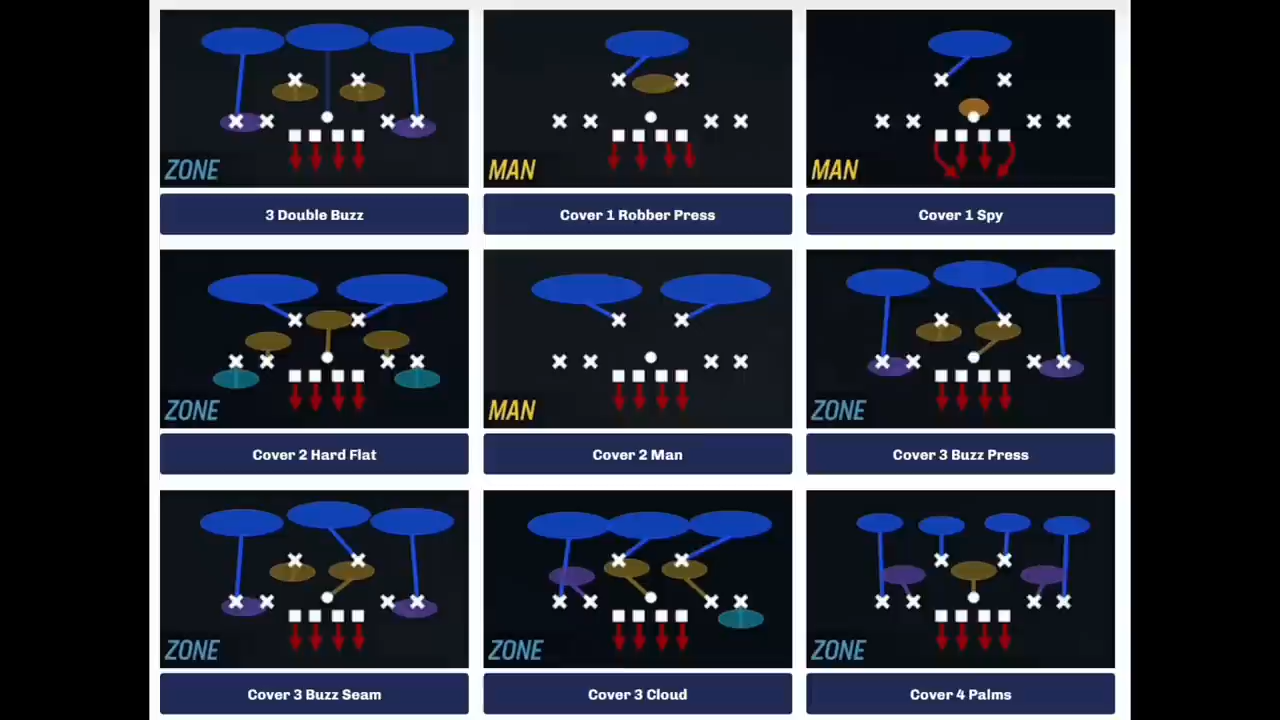 ZONE
MAN
MAN
3 Double Buzz
Cover 1 Robber Press
Cover 1 Spy
ZONE
MAN
ZONE
Cover 2 Hard Flat
Cover 2 Man
Cover 3 Buzz Press
ZONE
ZONE
ZONE
Cover 3 Buzz Seam
Cover 3 Cloud
Cover 4 Palms